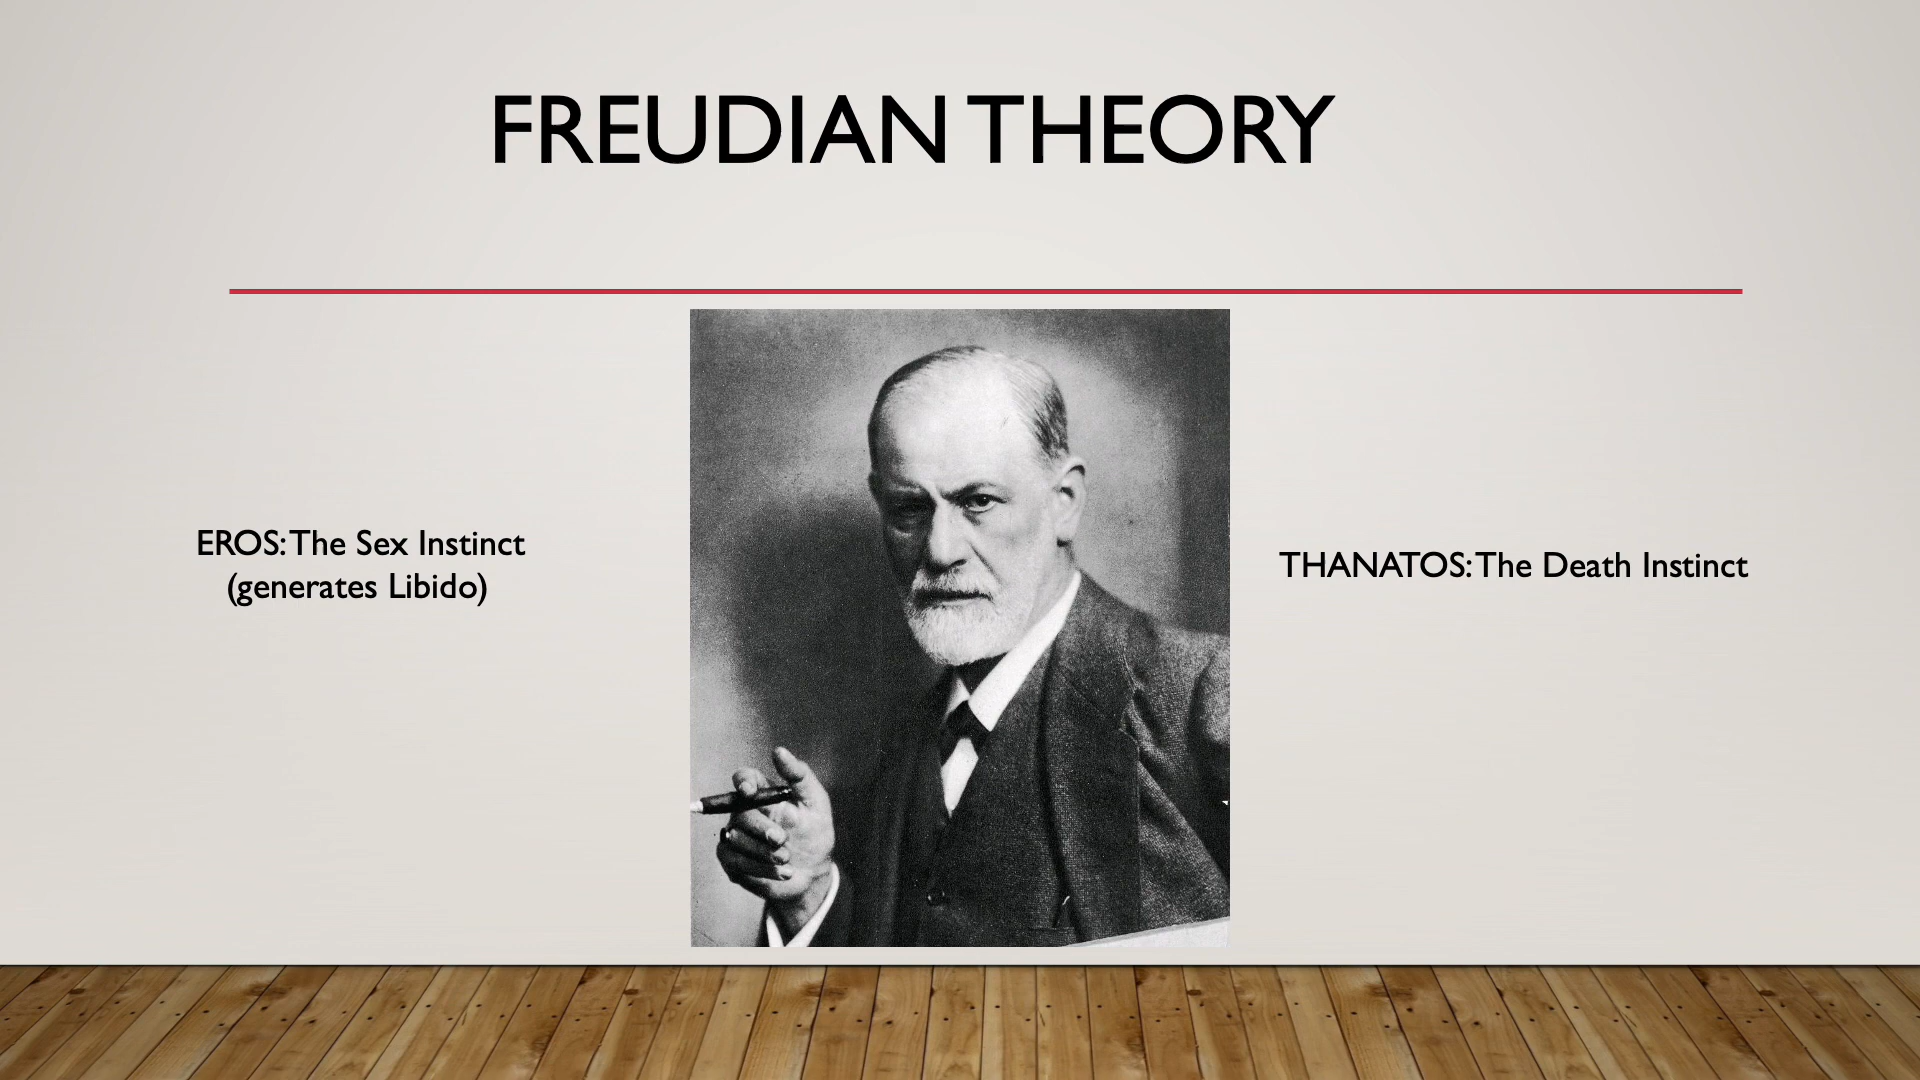 FREUDIAN THEORY
EROS: The Sex Instinct
(generates Libido)
THANATOS: The Death Instinct